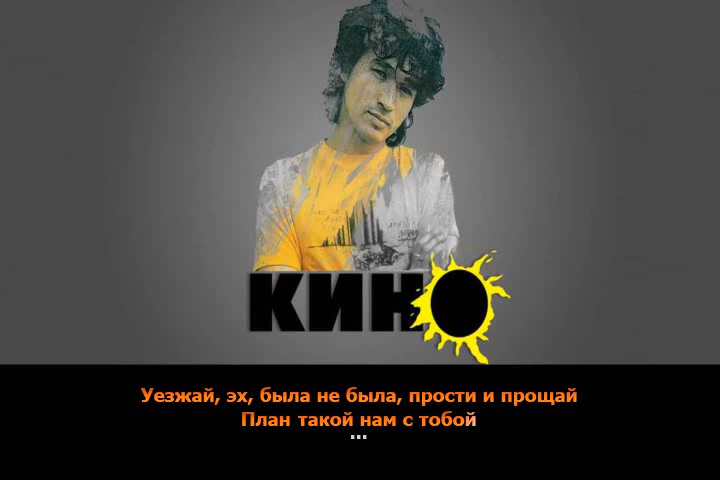 КИНО
Уезжай, эх, была не была, прости и прощай
План такой нам с тобой
...